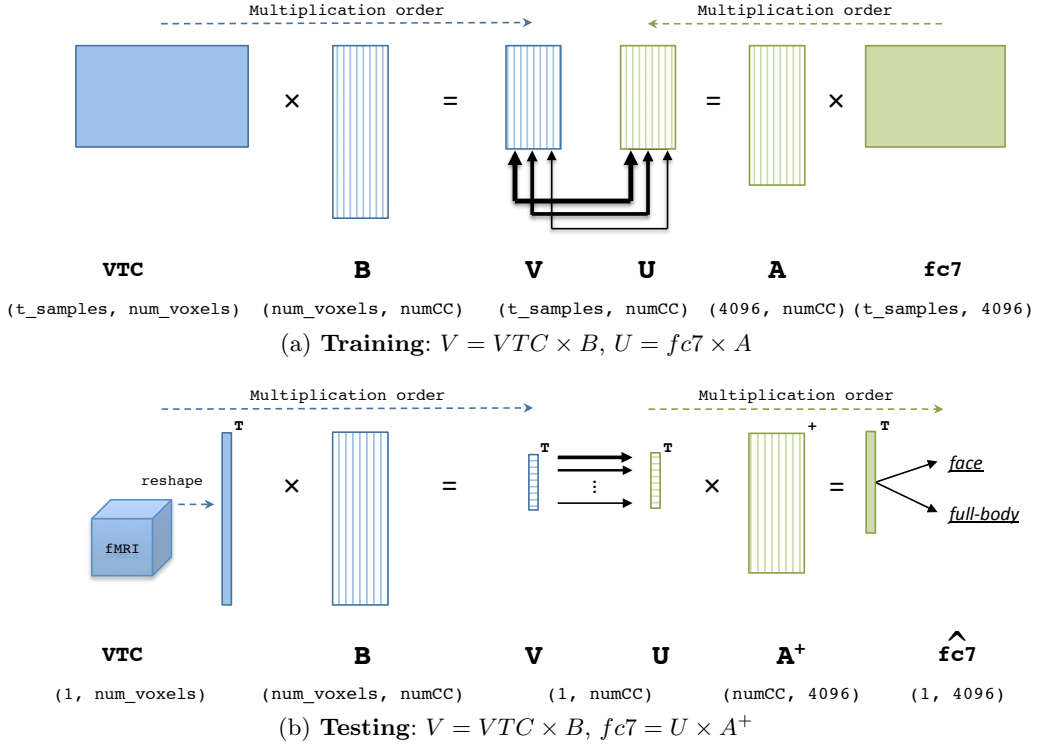 Multiplication order Multiplication order
× = = ×
VTC B V U A fc7
(t_samples, num_voxels) (num_voxels, numCC) (t_samples, numCC) (4096, numCC) (t_samples, 4096)
(a) Training: V = VTC × B, U = fc7 × A
Multiplication order Multiplication order
T T T + T
reshape
fMRI
× = ⋮ × =
face
full-body
VTC B V U A⁺ f̂c7
(1, num_voxels) (num_voxels, numCC) (1, numCC) (numCC, 4096) (1, 4096)
(b) Testing: V = VTC × B, fc7 = U × A⁺